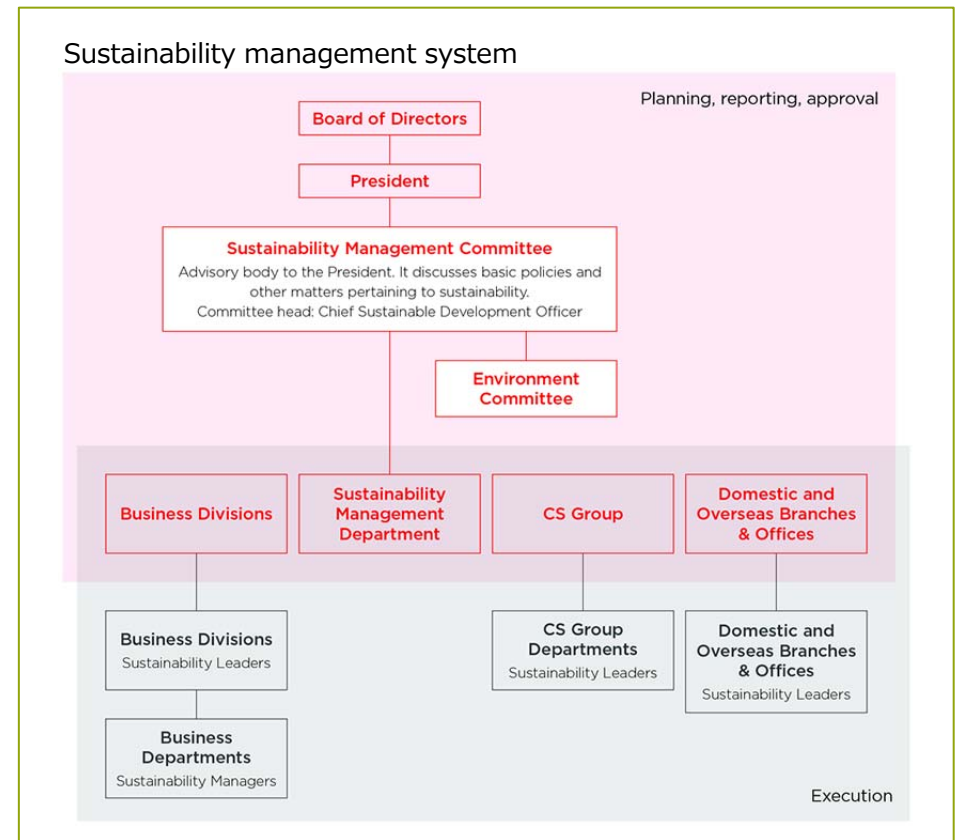 Sustainability management system
Planning, reporting, approval
Board of Directors
President
Sustainability Management Committee
Advisory body to the President. It discusses basic policies and
other matters pertaining to sustainability.
Committee head: Chief Sustainable Development Officer
Environment
Committee
Business Divisions
Sustainability
Management
Department
CS Group
Domestic and
Overseas Branches
& Offices
Business Divisions
Sustainability Leaders
CS Group
Departments
Sustainability Leaders
Domestic and
Overseas Branches
& Offices
Sustainability Leaders
Business
Departments
Sustainability Managers
Execution